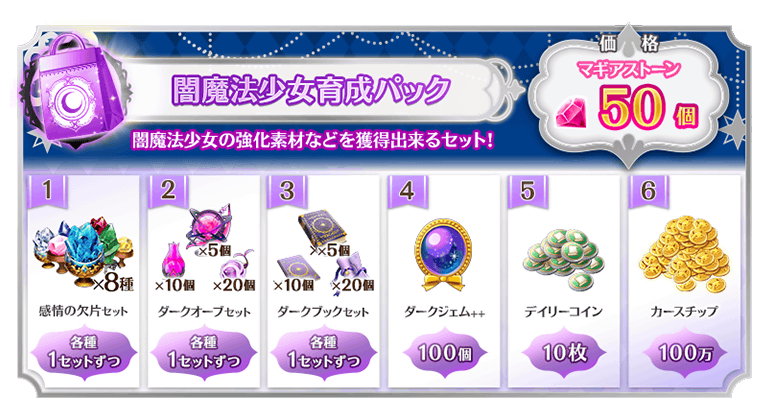 闇魔法少女育成パック
闇魔法少女の強化素材などを獲得出来るセット!
価 格
マギアストーン
50個
1
×8種
感情の欠片セット
各種
1セットずつ
2
×5個
×10個 ×20個
ダークオーブセット
各種
1セットずつ
3
××5個
×10個 ×20個
ダークブックセット
各種
1セットずつ
4
ダークジェム++
100個
5
デイリーコイン
10枚
6
カースチップ
100万